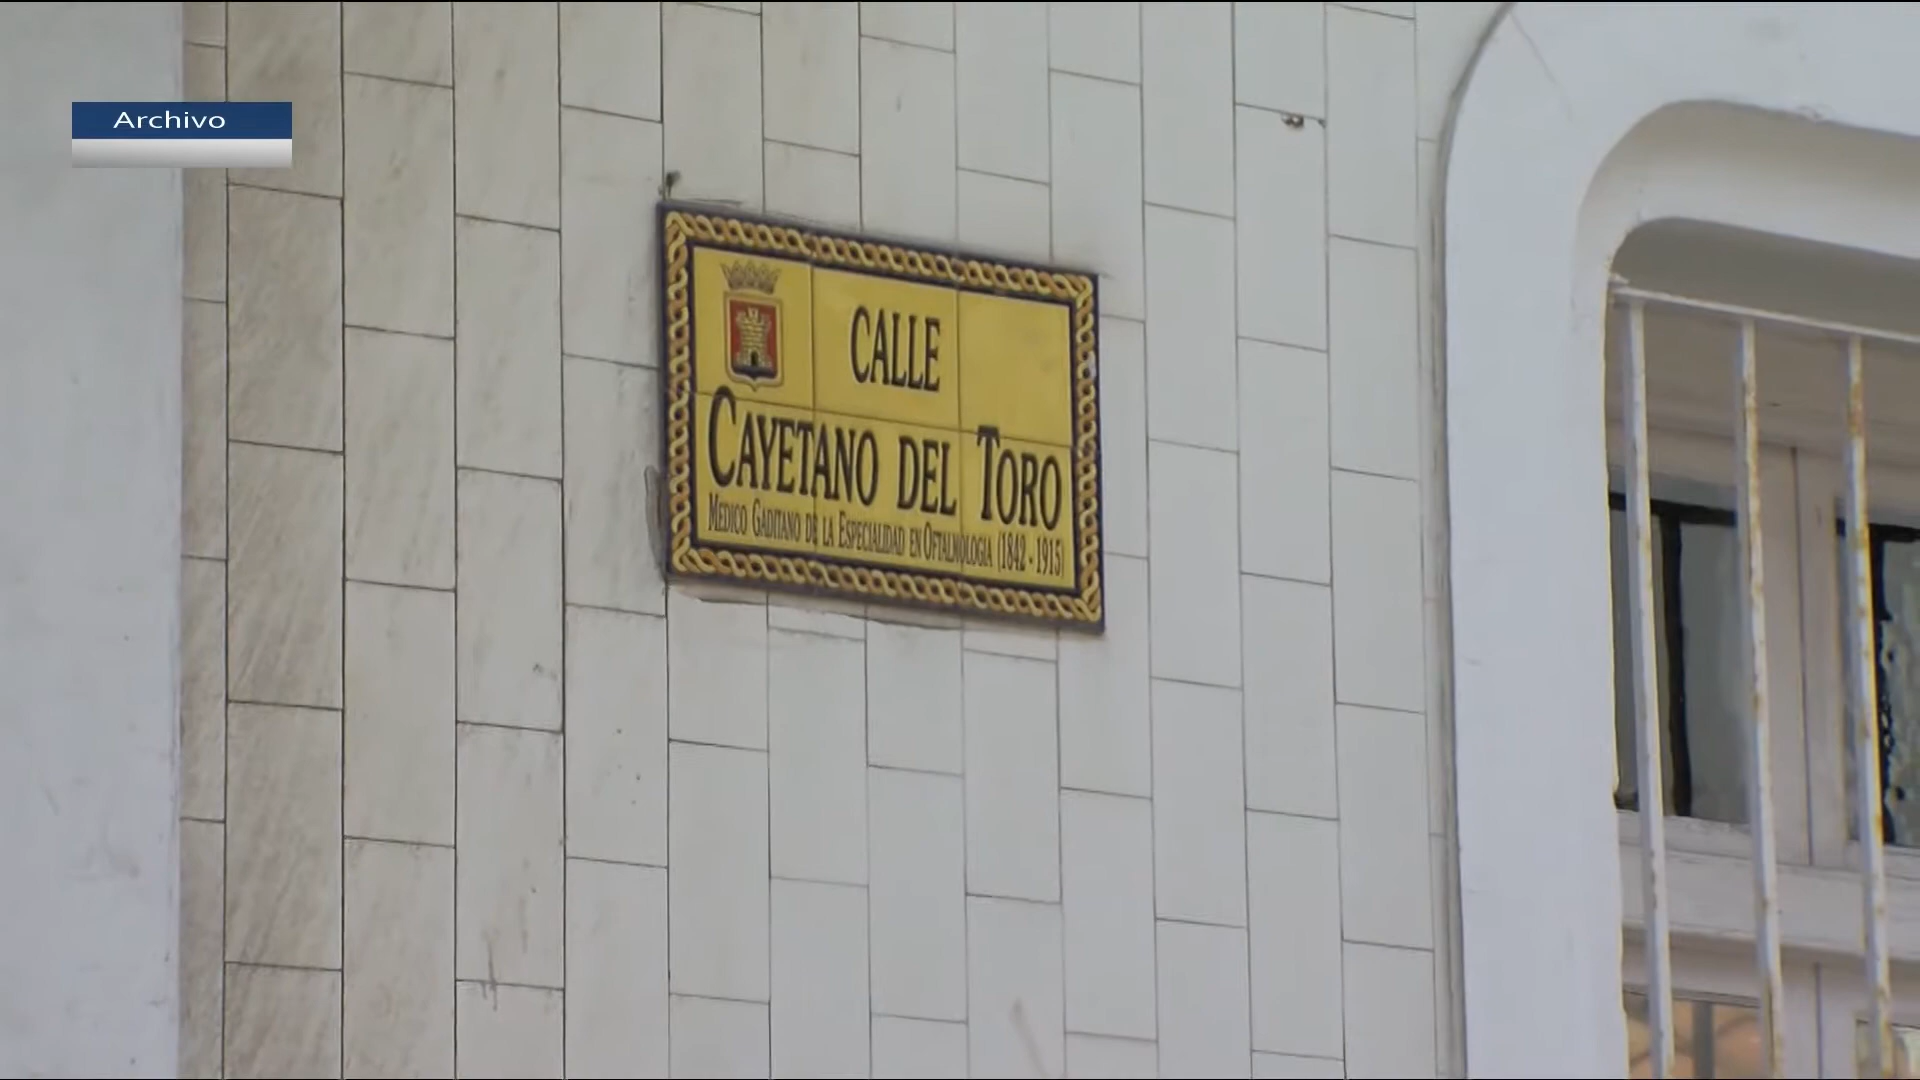 Archivo
CALLE
CAYETANO DEL TORO
MEDICO GADITANO DE LA ESPECIALIDAD EN OFTALMOLOGIA (1842 - 1915)